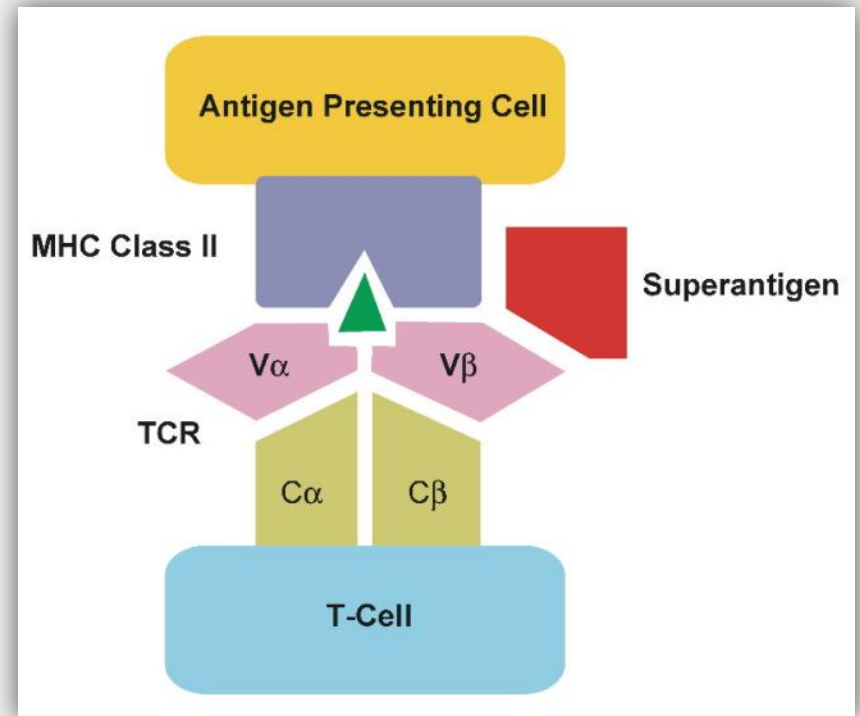 Antigen Presenting Cell
MHC Class II
Superantigen
Vα
Vβ
TCR
Cα
Cβ
T-Cell